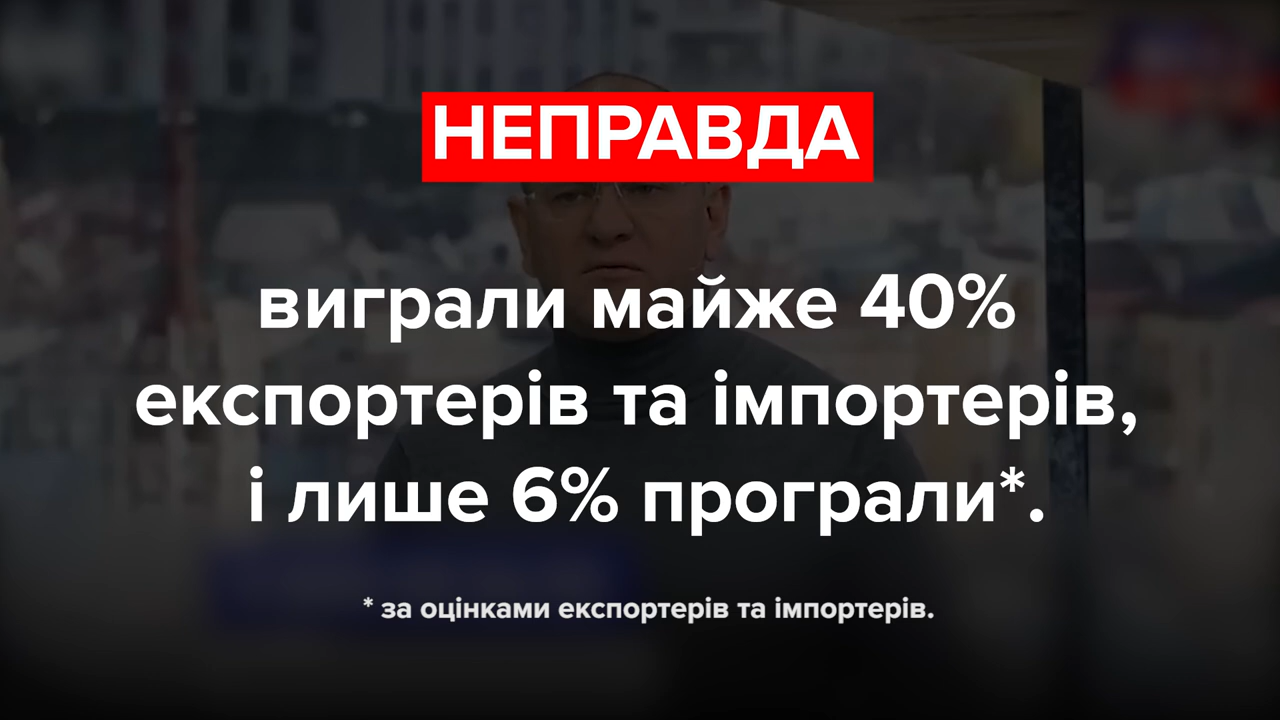 НЕПРАВДА
виграли майже 40%
експортерів та імпортерів,
і лише 6% програли*.
* за оцінками експортерів та імпортерів.